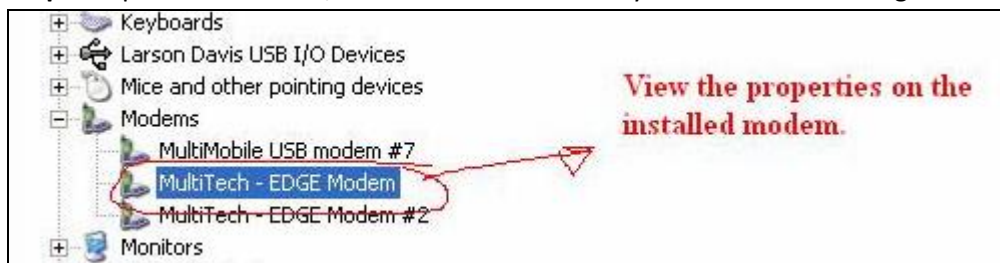 Keyboards
Larson Davis USB I/O Devices
Mice and other pointing devices
Modems
MultiMobile USB modem #7
MultiTech - EDGE Modem
MultiTech - EDGE Modem #2
Monitors
View the properties on the
installed modem.